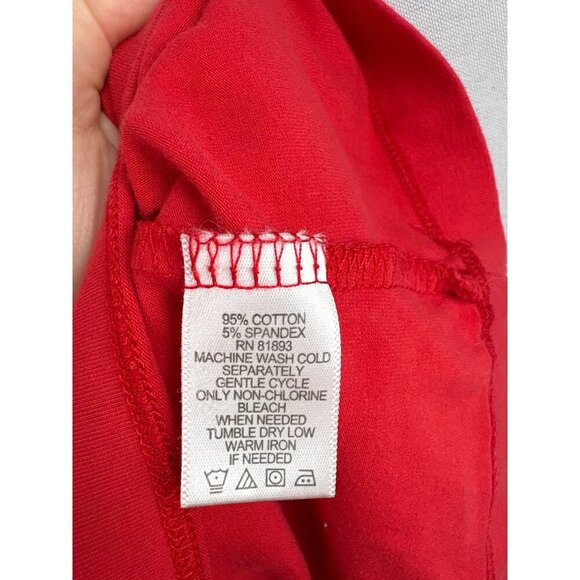 95% COTTON
5% SPANDEX
RN 81893
MACHINE WASH COLD
SEPARATELY
GENTLE CYCLE
ONLY NON-CHLORINE
BLEACH
WHEN NEEDED
TUMBLE DRY LOW
WARM IRON
IF NEEDED